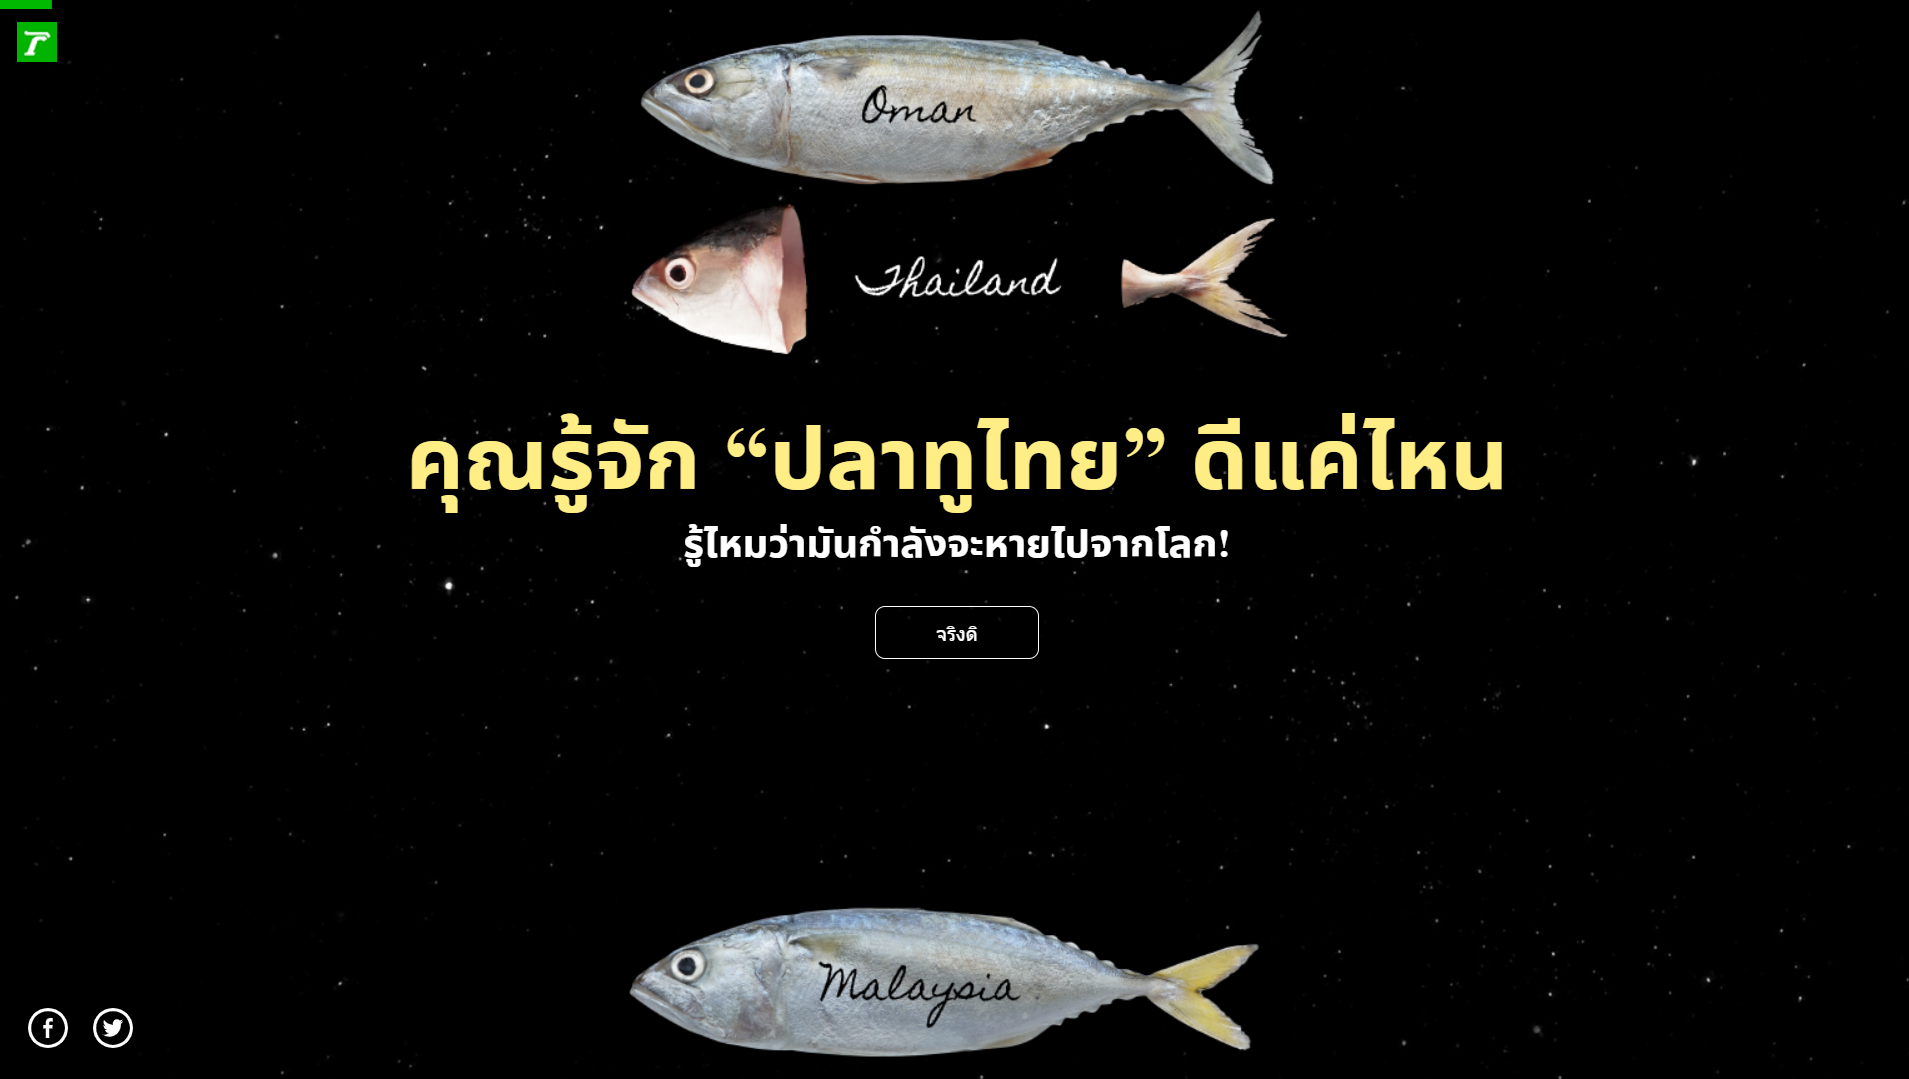 Oman
Thailand
คุณรู้จัก “ปลาทูไทย” ดีแค่ไหน
รู้ไหมว่ามันกำลังจะหายไปจากโลก!
จริงดิ
Malaysia